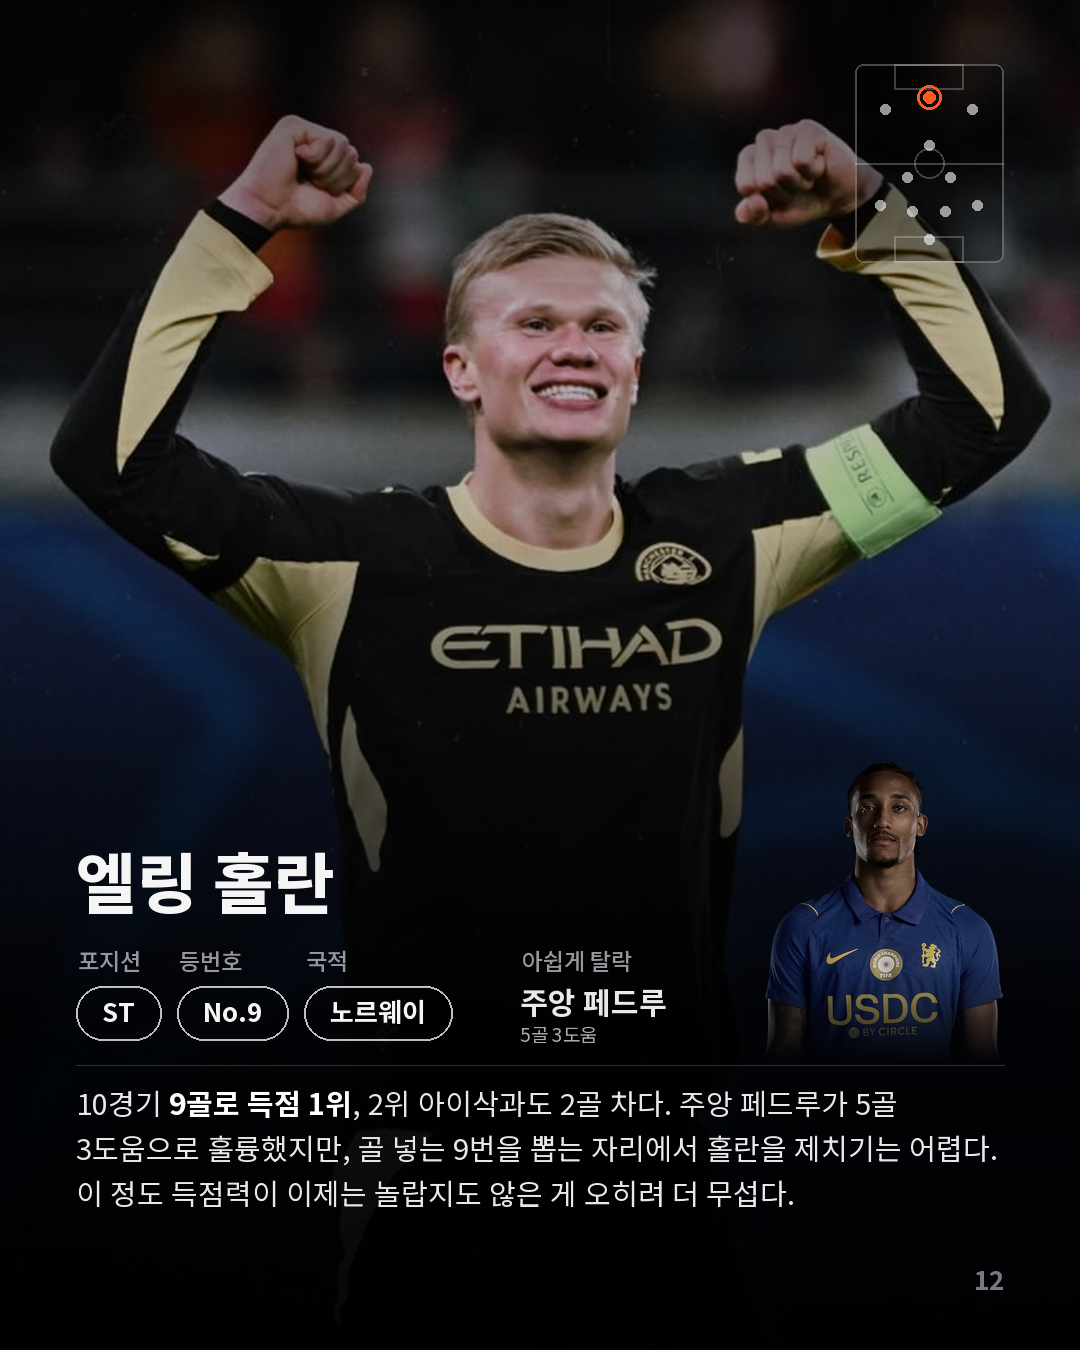 RESPE
MANCHESTER
ETIHAD
AIRWAYS
엘링 홀란
포지션 등번호 국적 아쉽게 탈락
ST No.9 노르웨이 주앙 페드루
5골 3도움
WORLD CHAMPIONS
FIFA
USDC
BY CIRCLE
10경기 9골로 득점 1위, 2위 아이삭과도 2골 차다. 주앙 페드루가 5골
3도움으로 훌륭했지만, 골 넣는 9번을 뽑는 자리에서 홀란을 제치기는 어렵다.
이 정도 득점력이 이제는 놀랍지도 않은 게 오히려 더 무섭다.
12